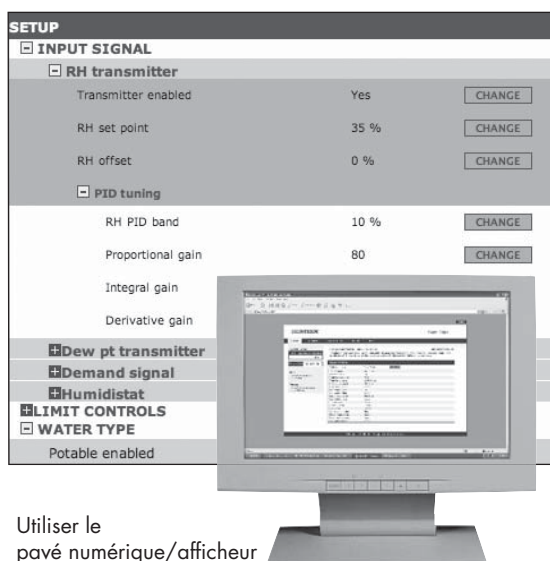 SETUP
INPUT SIGNAL
RH transmitter
Transmitter enabled Yes CHANGE
RH set point 35 % CHANGE
RH offset 0 % CHANGE
PID tuning
RH PID band 10 % CHANGE
Proportional gain 80 CHANGE
Integral gain
Derivative gain
Dew pt transmitter
Demand signal
Humidistat
LIMIT CONTROLS
WATER TYPE
Potable enabled
Utiliser le
pavé numérique/afficheur